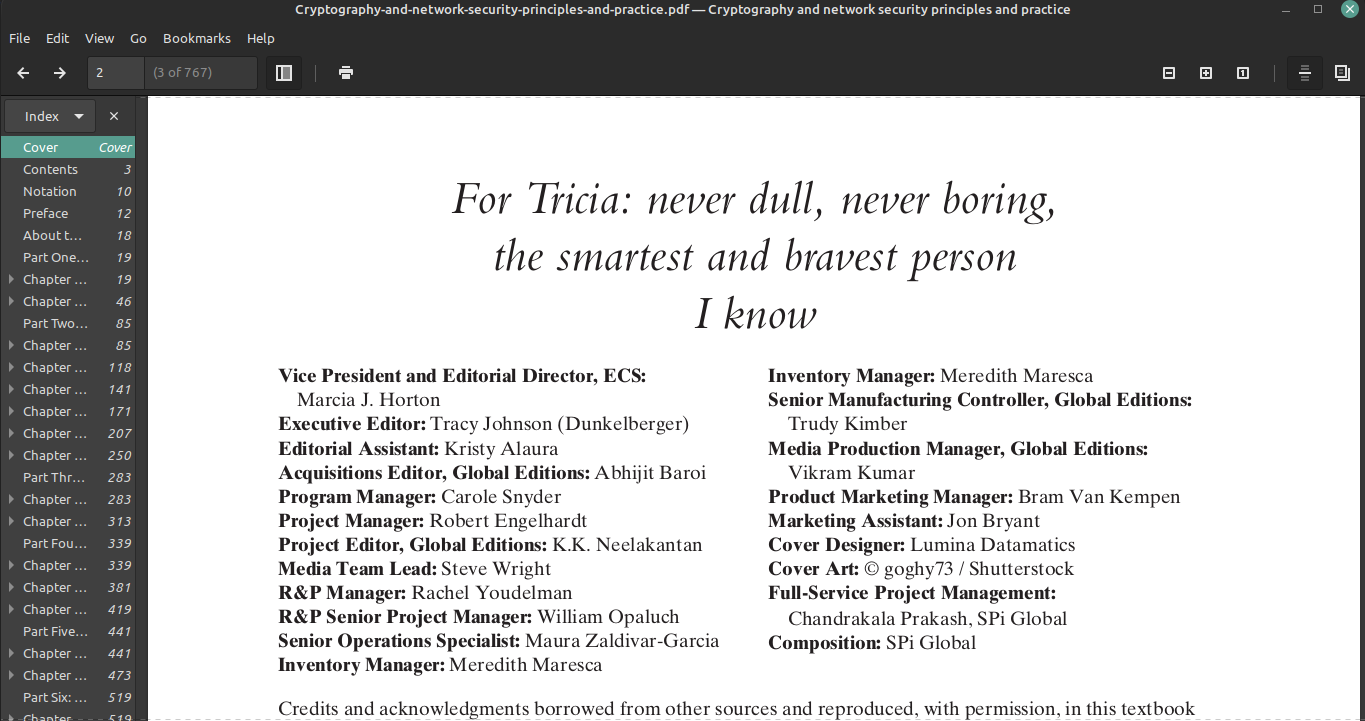 Cryptography-and-network-security-principles-and-practice.pdf — Cryptography and network security principles and practice
File Edit View Go Bookmarks Help
2 (3 of 767)
Index
Cover Cover
Contents 3
Notation 10
Preface 12
About t... 18
Part One... 19
Chapter ... 19
Chapter ... 46
Part Two... 85
Chapter ... 85
Chapter ... 118
Chapter ... 141
Chapter ... 171
Chapter ... 207
Chapter ... 250
Part Thr... 283
Chapter ... 283
Chapter ... 313
Part Fou... 339
Chapter ... 339
Chapter ... 381
Chapter ... 419
Part Five... 441
Chapter ... 441
Chapter ... 473
Part Six: ... 519
Chapter ... 519
For Tricia: never dull, never boring,
the smartest and bravest person
I know
Vice President and Editorial Director, ECS:
Marcia J. Horton
Executive Editor: Tracy Johnson (Dunkelberger)
Editorial Assistant: Kristy Alaura
Acquisitions Editor, Global Editions: Abhijit Baroi
Program Manager: Carole Snyder
Project Manager: Robert Engelhardt
Project Editor, Global Editions: K.K. Neelakantan
Media Team Lead: Steve Wright
R&P Manager: Rachel Youdelman
R&P Senior Project Manager: William Opaluch
Senior Operations Specialist: Maura Zaldivar-Garcia
Inventory Manager: Meredith Maresca
Inventory Manager: Meredith Maresca
Senior Manufacturing Controller, Global Editions:
Trudy Kimber
Media Production Manager, Global Editions:
Vikram Kumar
Product Marketing Manager: Bram Van Kempen
Marketing Assistant: Jon Bryant
Cover Designer: Lumina Datamatics
Cover Art: © goghy73 / Shutterstock
Full-Service Project Management:
Chandrakala Prakash, SPi Global
Composition: SPi Global
Credits and acknowledgments borrowed from other sources and reproduced, with permission, in this textbook